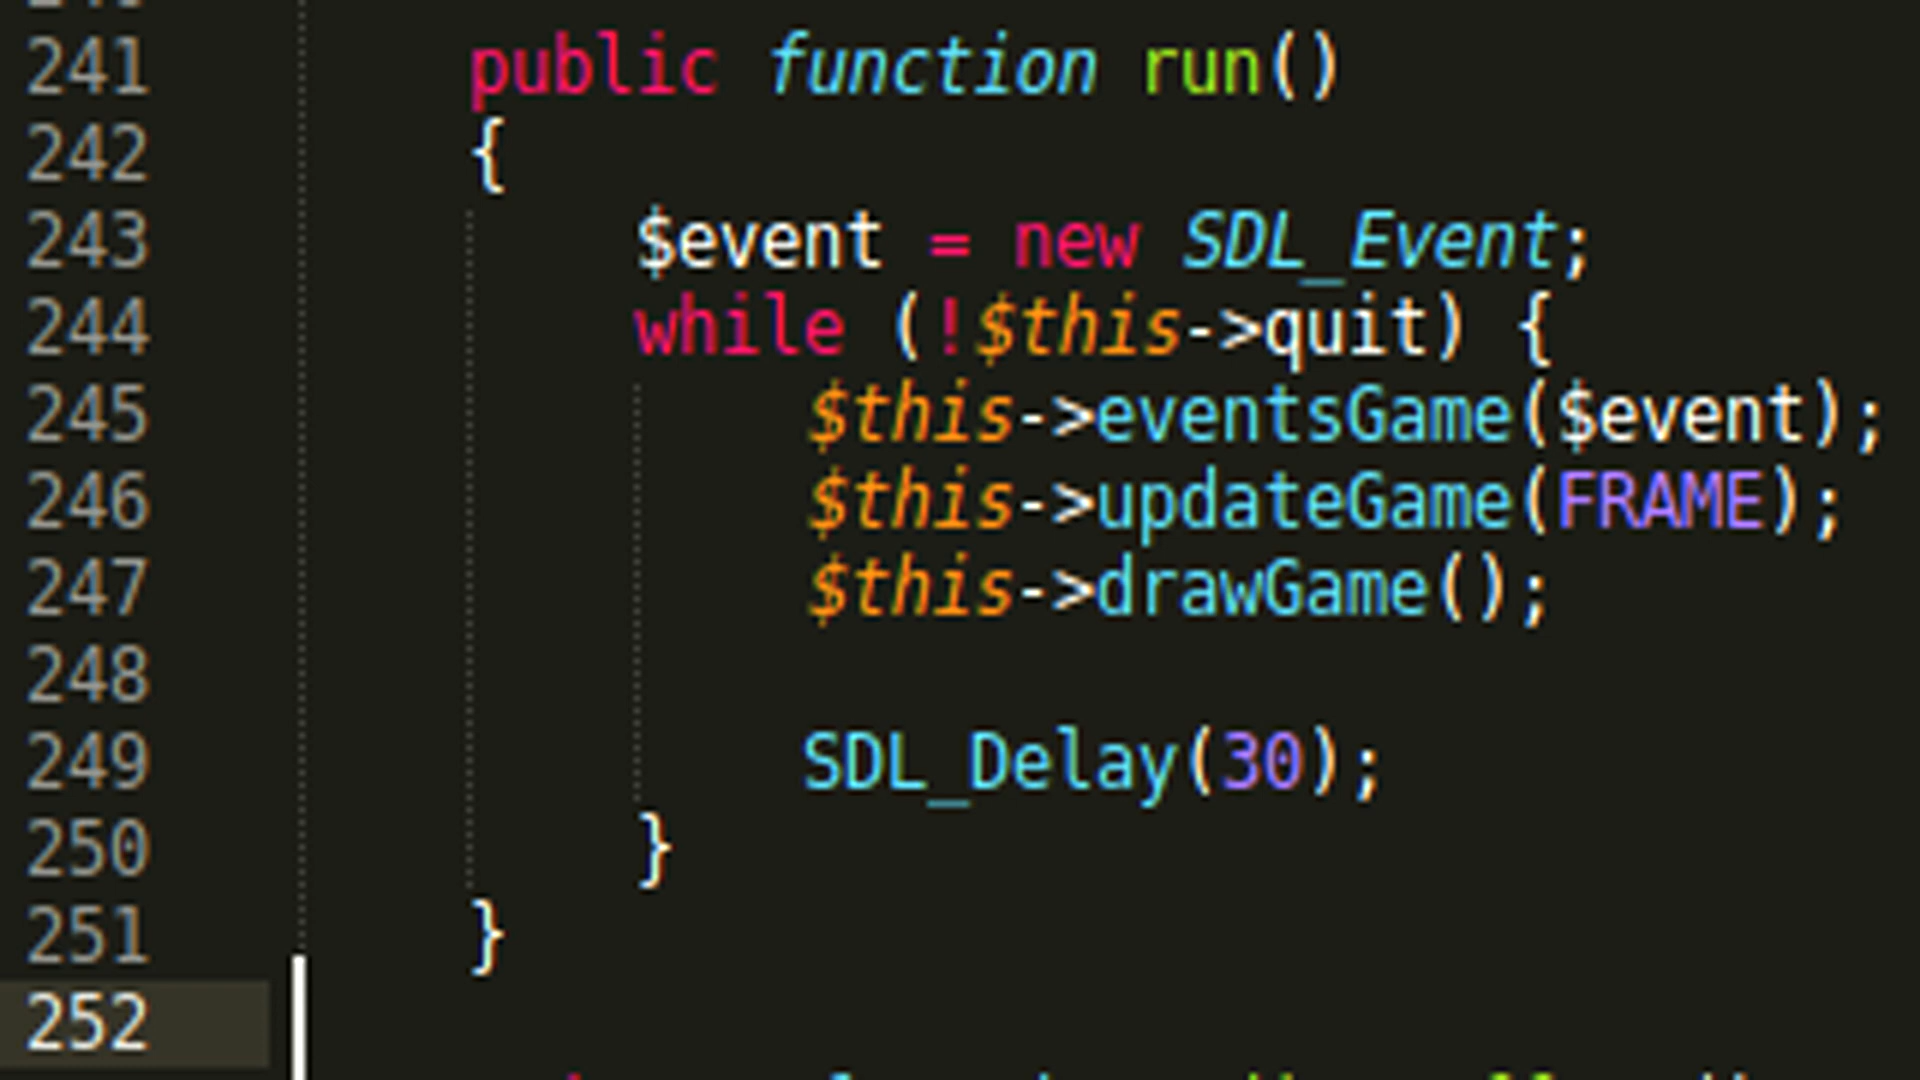 241 public function run()
242 {
243 $event = new SDL_Event;
244 while (!$this->quit) {
245 $this->eventsGame($event);
246 $this->updateGame(FRAME);
247 $this->drawGame();
248
249 SDL_Delay(30);
250 }
251 }
252